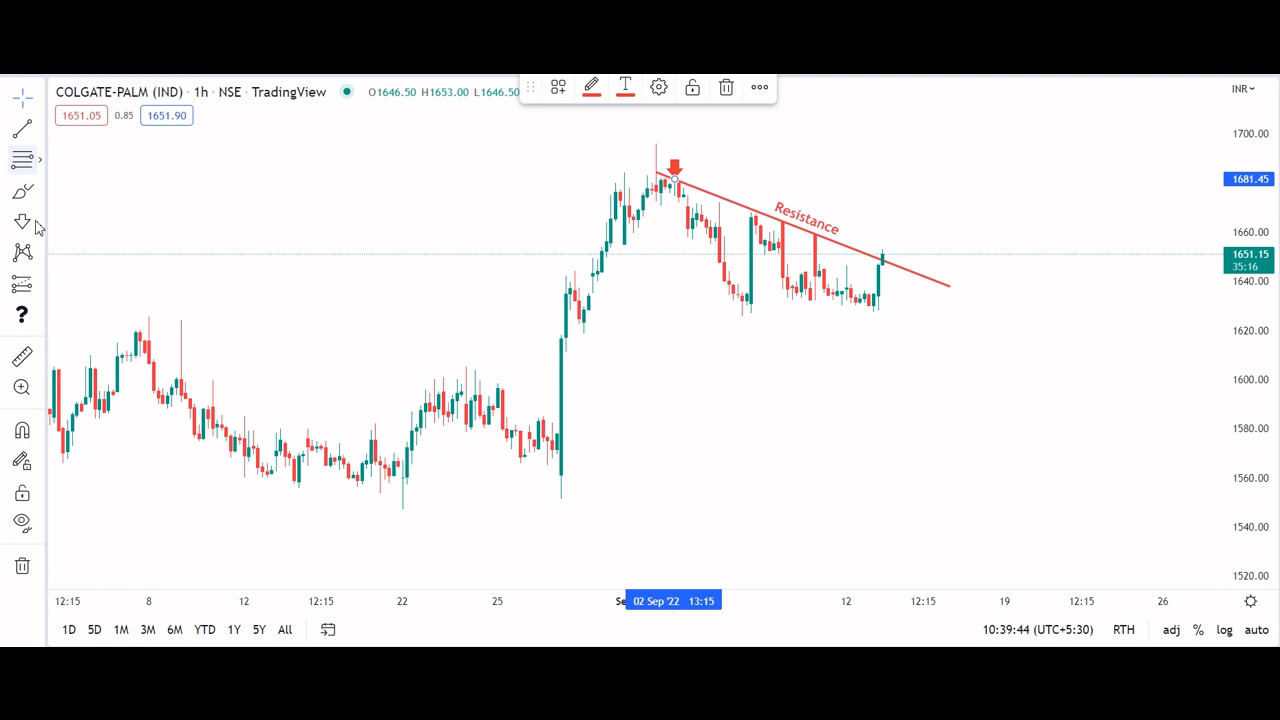 COLGATE-PALM (IND) · 1h · NSE · TradingView O1646.50 H1653.00 L1646.50
T
INR
1651.05 0.85 1651.90
1700.00
1681.45
Resistance
1660.00
1651.15
35:16
1640.00
1620.00
1600.00
1580.00
1560.00
1540.00
1520.00
12:15 8 12 12:15 22 25 Se 02 Sep '22 13:15 12 12:15 19 12:15 26
1D 5D 1M 3M 6M YTD 1Y 5Y All 10:39:44 (UTC+5:30) RTH adj % log auto